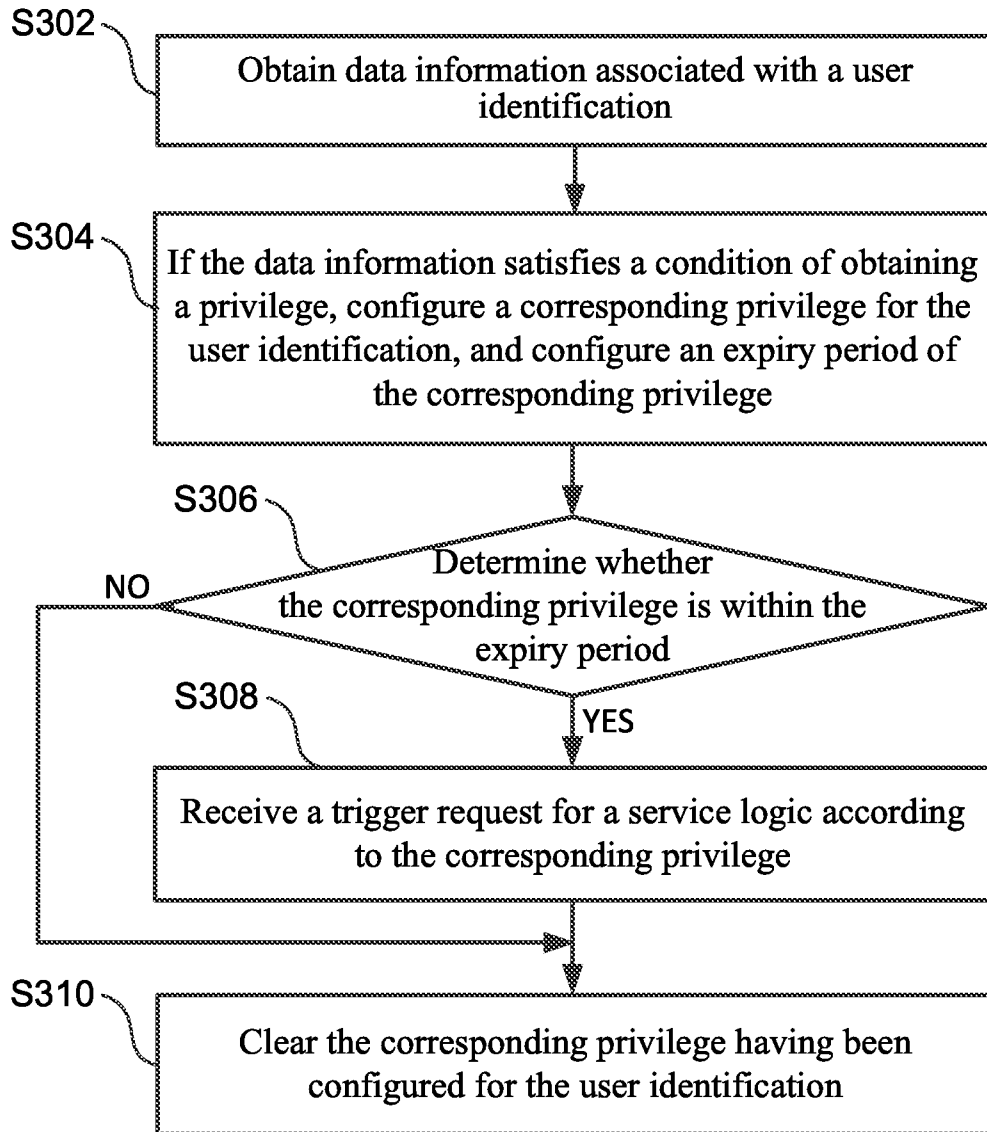 S302
Obtain data information associated with a user
identification
S304
If the data information satisfies a condition of obtaining
a privilege, configure a corresponding privilege for the
user identification, and configure an expiry period of
the corresponding privilege
S306
Determine whether
the corresponding privilege is within the
expiry period
NO
YES
S308
Receive a trigger request for a service logic according
to the corresponding privilege
S310
Clear the corresponding privilege having been
configured for the user identification